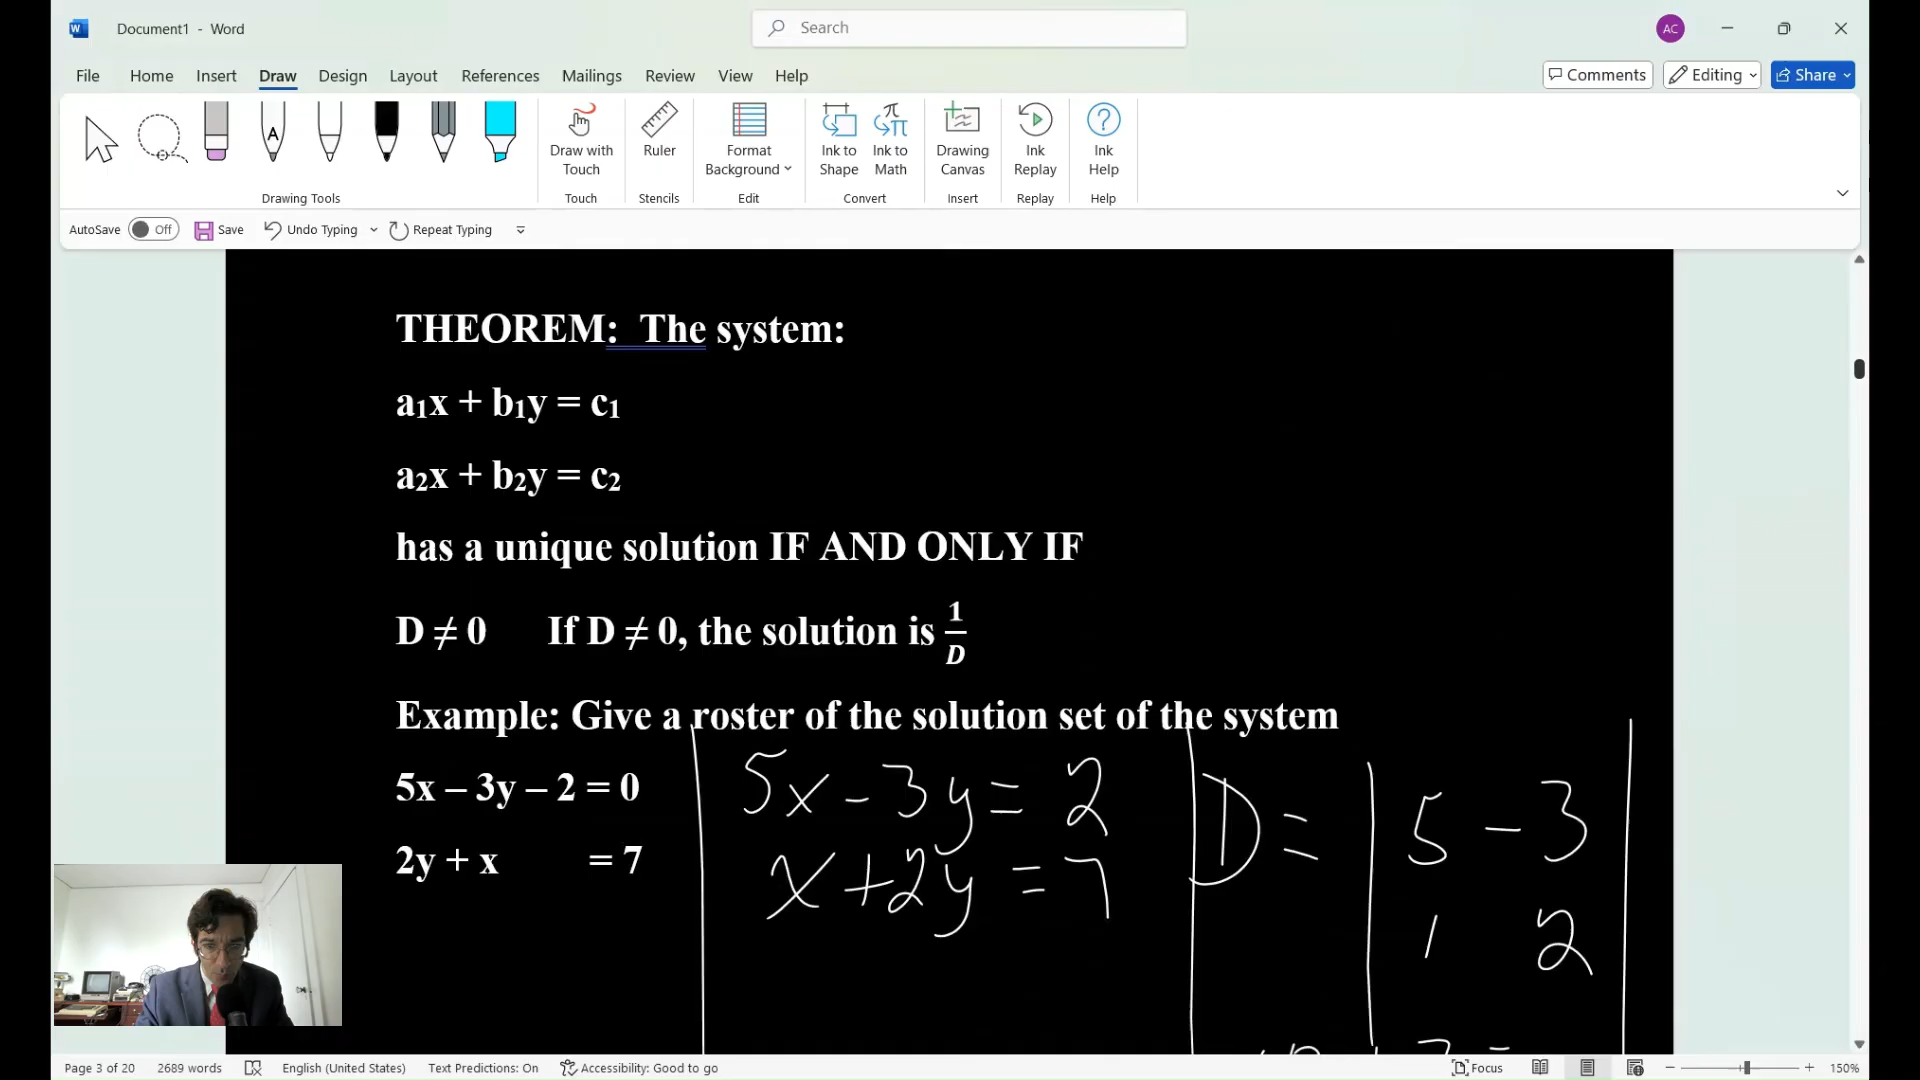 Document1 - Word
Search
AC
File Home Insert Draw Design Layout References Mailings Review View Help
Comments Editing Share
A
Draw with Touch
Ruler
Format Background
Ink to Shape
Ink to Math
Drawing Canvas
Ink Replay
Ink Help
Drawing Tools Touch Stencils Edit Convert Insert Replay Help
AutoSave Off Save Undo Typing Repeat Typing
THEOREM: The system:
a₁x + b₁y = c₁
a₂x + b₂y = c₂
has a unique solution IF AND ONLY IF
D ≠ 0 If D ≠ 0, the solution is 1/D
Example: Give a roster of the solution set of the system
5x – 3y – 2 = 0
2y + x = 7
5x - 3y = 2
x + 2y = 7
D = | 5 -3 |
1 2
Page 3 of 20 2689 words English (United States) Text Predictions: On Accessibility: Good to go Focus 150%